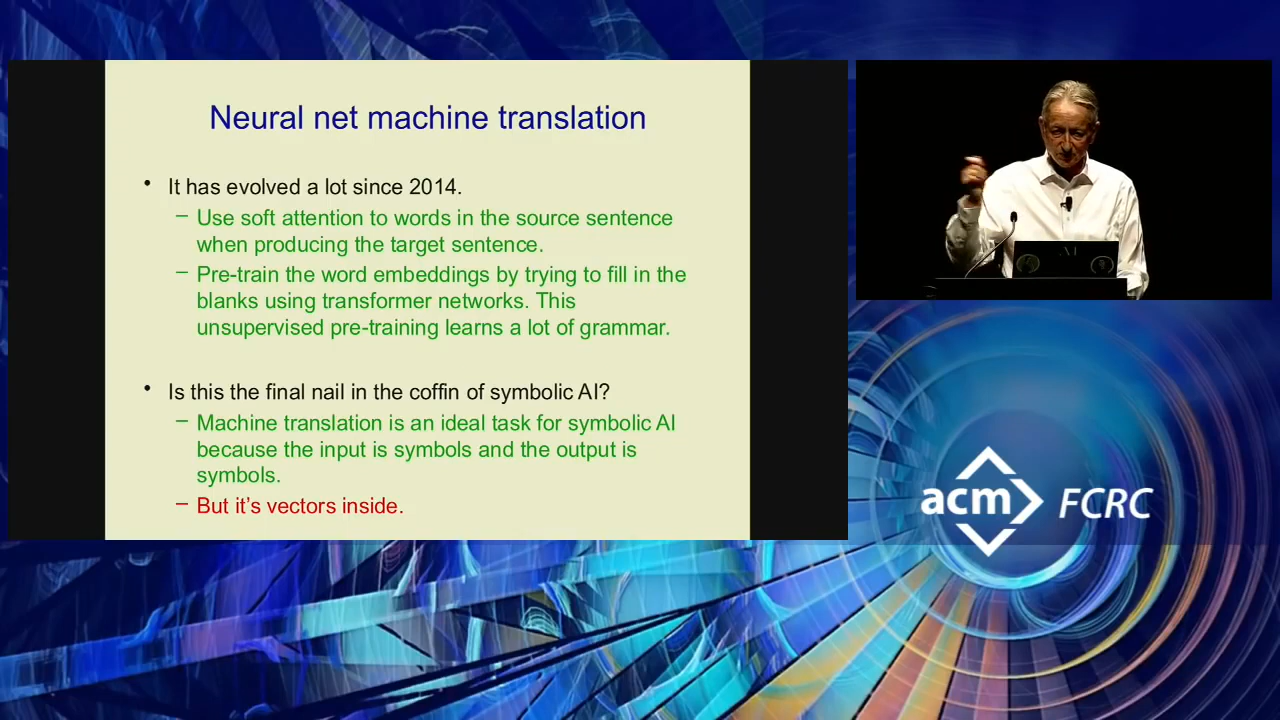 Neural net machine translation
• It has evolved a lot since 2014.
– Use soft attention to words in the source sentence
when producing the target sentence.
– Pre-train the word embeddings by trying to fill in the
blanks using transformer networks. This
unsupervised pre-training learns a lot of grammar.
• Is this the final nail in the coffin of symbolic AI?
– Machine translation is an ideal task for symbolic AI
because the input is symbols and the output is
symbols.
– But it’s vectors inside.
acm FCRC